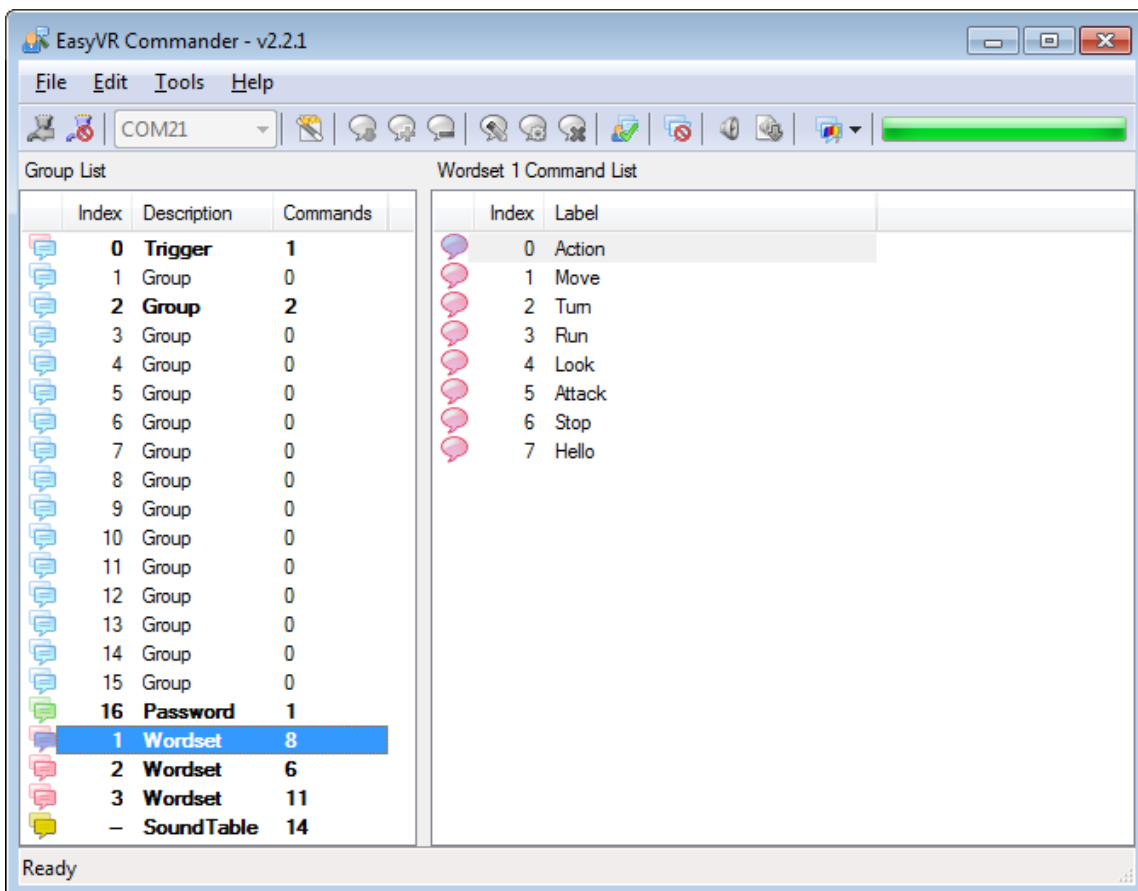 EasyVR Commander - v2.2.1
File Edit Tools Help
COM21
Group List
Index Description Commands
0 Trigger 1
1 Group 0
2 Group 2
3 Group 0
4 Group 0
5 Group 0
6 Group 0
7 Group 0
8 Group 0
9 Group 0
10 Group 0
11 Group 0
12 Group 0
13 Group 0
14 Group 0
15 Group 0
16 Password 1
1 Wordset 8
2 Wordset 6
3 Wordset 11
– SoundTable 14
Wordset 1 Command List
Index Label
0 Action
1 Move
2 Turn
3 Run
4 Look
5 Attack
6 Stop
7 Hello
Ready